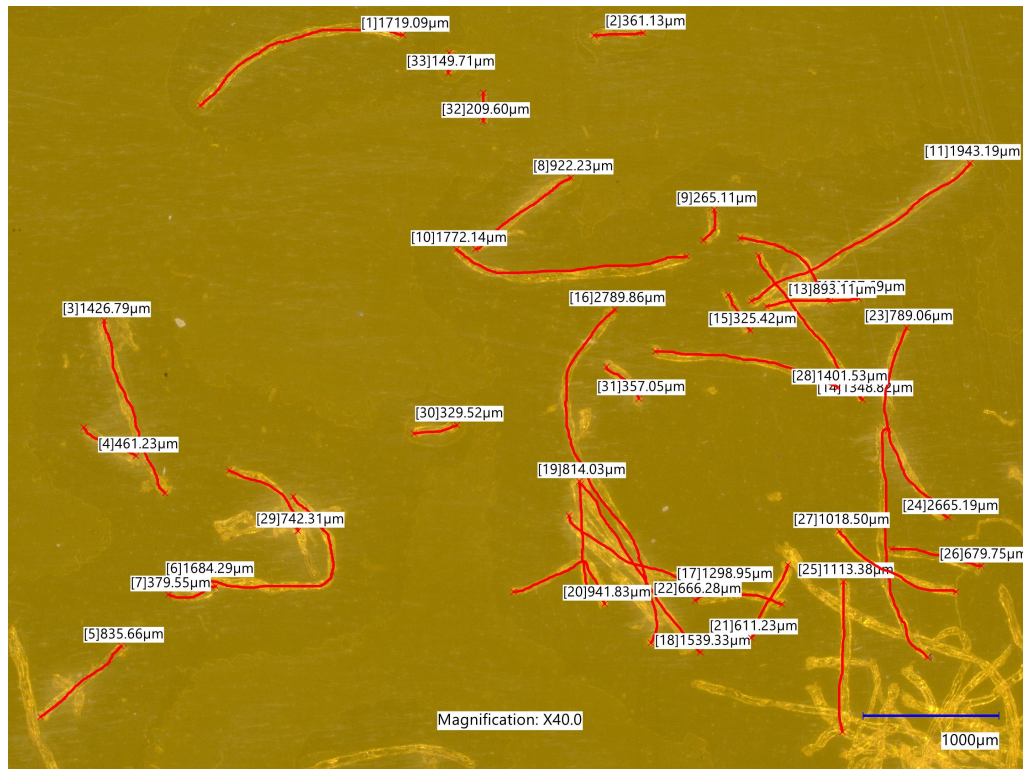 [1]1719.09µm
[2]361.13µm
[33]149.71µm
[32]209.60µm
[11]1943.19µm
[8]922.23µm
[9]265.11µm
[10]1772.14µm
[13]893.11µm
[16]2789.86µm
[3]1426.79µm
[15]325.42µm
[23]789.06µm
[28]1401.53µm
[14]1348.82µm
[31]357.05µm
[30]329.52µm
[4]461.23µm
[19]814.03µm
[24]2665.19µm
[29]742.31µm
[27]1018.50µm
[26]679.75µm
[6]1684.29µm
[25]1113.38µm
[7]379.55µm
[17]1298.95µm
[20]941.83µm
[22]666.28µm
[21]611.23µm
[5]835.66µm
[18]1539.33µm
Magnification: X40.0
1000µm